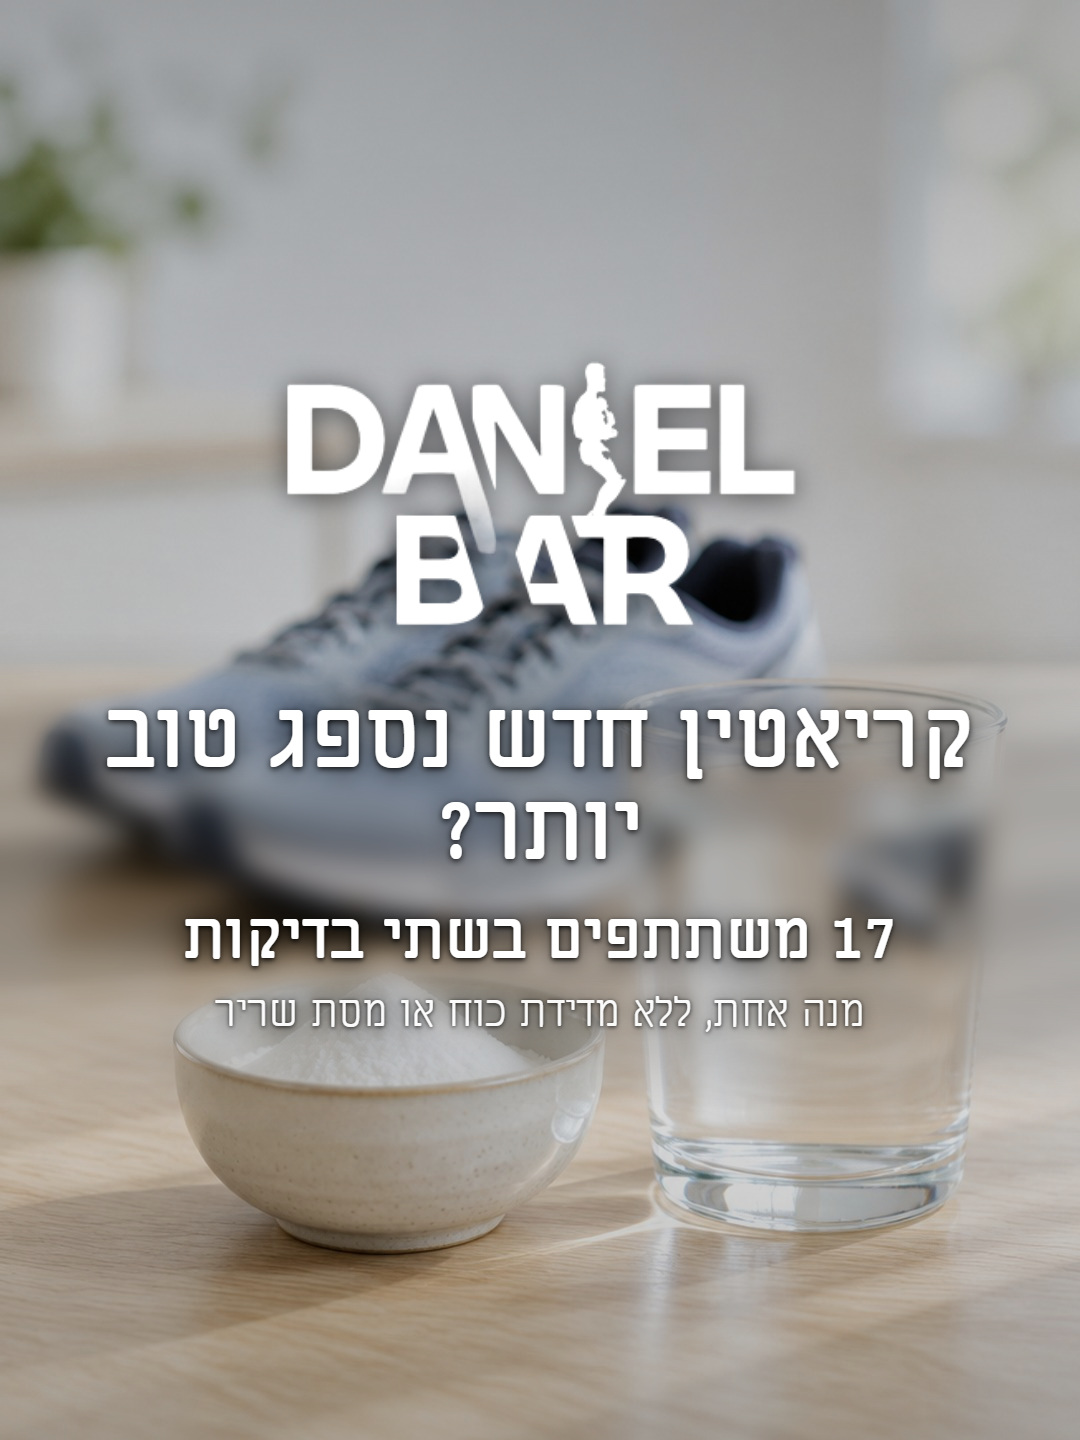 DANIEL
BAR
קריאטין חדש נספג טוב
יותר?
17 משתתפים בשתי בדיקות
מנה אחת, ללא מדידת כוח או מסת שריר